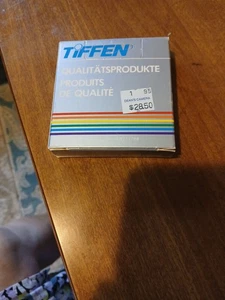 TIFFEN®
QUALITÄTSPRODUKTE
PRODUITS
DE QUALITÉ
$28.50